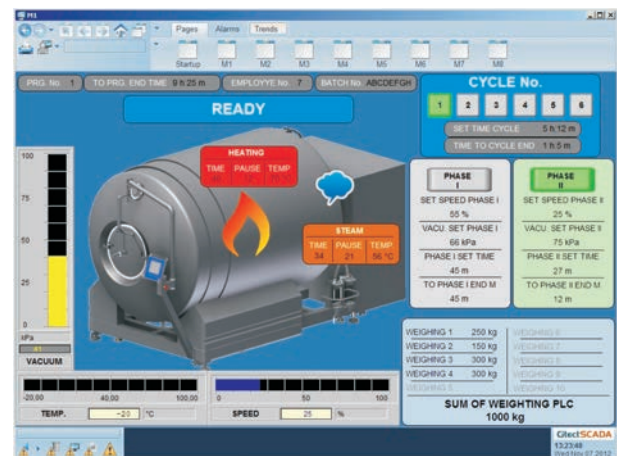 M1
Pages Alarms Trends
Startup M1 M2 M3 M4 M5 M6 M7 M8
PRG. No. 1 TO PRG. END TIME 9 h 25 m EMPLOYYE No. 7 BATCH No. ABCDEFGH
READY
CYCLE No.
1 2 3 4 5 6
SET TIME CYCLE 5 h 12 m
TIME TO CYCLE END 1 h 5 m
HEATING
TIME PAUSE TEMP.
STEAM
TIME PAUSE TEMP.
34 21 56 °C
100
75
50
25
0
kPa
VACUUM
PHASE I
SET SPEED PHASE I
55 %
VACU. SET PHASE I
66 kPa
PHASE I SET TIME
45 m
TO PHASE I END M
45 m
PHASE II
SET SPEED PHASE II
25 %
VACU. SET PHASE II
75 kPa
PHASE II SET TIME
27 m
TO PHASE II END M
12 m
WEIGHING 1 250 kg WEIGHING 6
WEIGHING 2 150 kg WEIGHING 7
WEIGHING 3 300 kg WEIGHING 8
WEIGHING 4 300 kg WEIGHING 9
WEIGHING 5 WEIGHING 10
SUM OF WEIGHTING PLC
1000 kg
-20,00 40,00 100,00
TEMP. -20 °C
0 50 100
SPEED 25 %
CitectSCADA
13:23:48
Wed Nov 07 2012